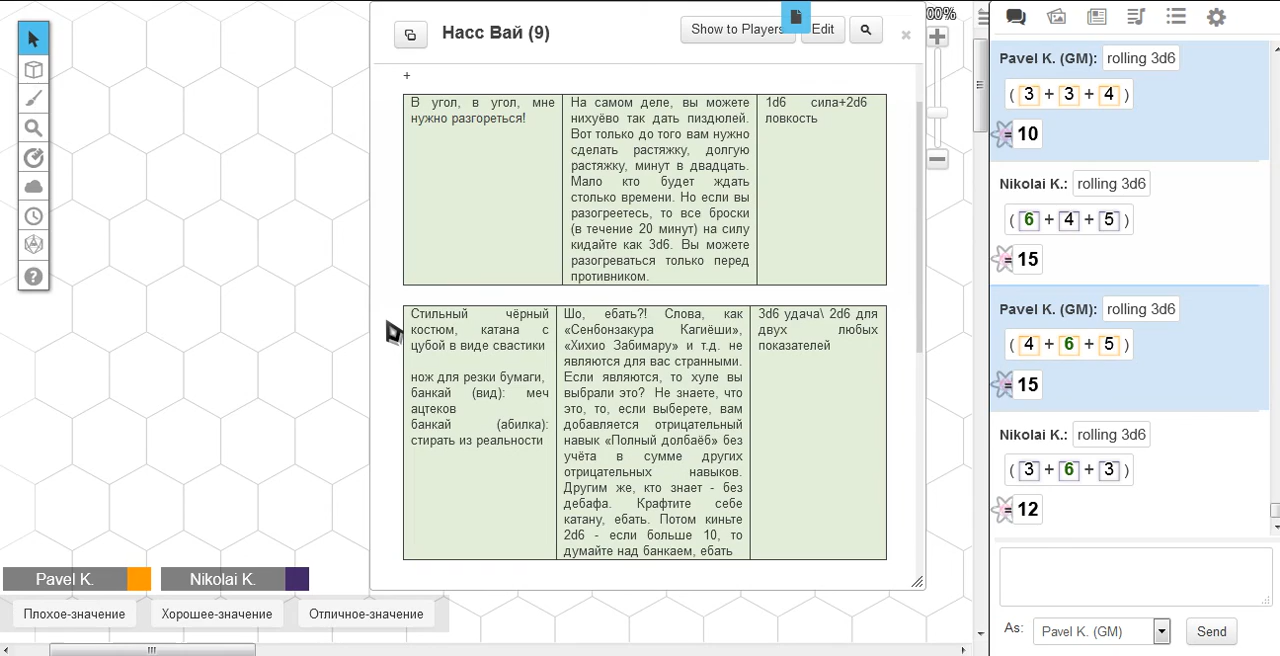 Насс Вай (9)
Show to Players
Edit
00%
+
В угол, в угол, мне
нужно разгореться!
На самом деле, вы можете
нихуёво так дать пиздюлей.
Вот только до того вам нужно
сделать растяжку, долгую
растяжку, минут в двадцать.
Мало кто будет ждать
столько времени. Но если вы
разогреетесь, то все броски
(в течение 20 минут) на силу
кидайте как 3d6. Вы можете
разогреваться только перед
противником.
1d6 сила+2d6
ловкость
Стильный чёрный
костюм, катана с
цубой в виде свастики
нож для резки бумаги,
банкай (вид): меч
ацтеков
банкай (абилка):
стирать из реальности
Шо, ебать?! Слова, как
«Сенбонзакура Кагиёши»,
«Хихио Забимару» и т.д. не
являются для вас странными.
Если являются, то хуле вы
выбрали это? Не знаете, что
это, то, если выберете, вам
добавляется отрицательный
навык «Полный долбаёб» без
учёта в сумме других
отрицательных навыков.
Другим же, кто знает - без
дебафа. Крафтите себе
катану, ебать. Потом киньте
2d6 - если больше 10, то
думайте над банкаем, ебать
3d6 удача\ 2d6 для
двух любых
показателей
Pavel K.
Nikolai K.
Плохое-значение
Хорошее-значение
Отличное-значение
Pavel K. (GM): rolling 3d6
( 3 + 3 + 4 )
= 10
Nikolai K.: rolling 3d6
( 6 + 4 + 5 )
= 15
Pavel K. (GM): rolling 3d6
( 4 + 6 + 5 )
= 15
Nikolai K.: rolling 3d6
( 3 + 6 + 3 )
= 12
As: Pavel K. (GM)
Send